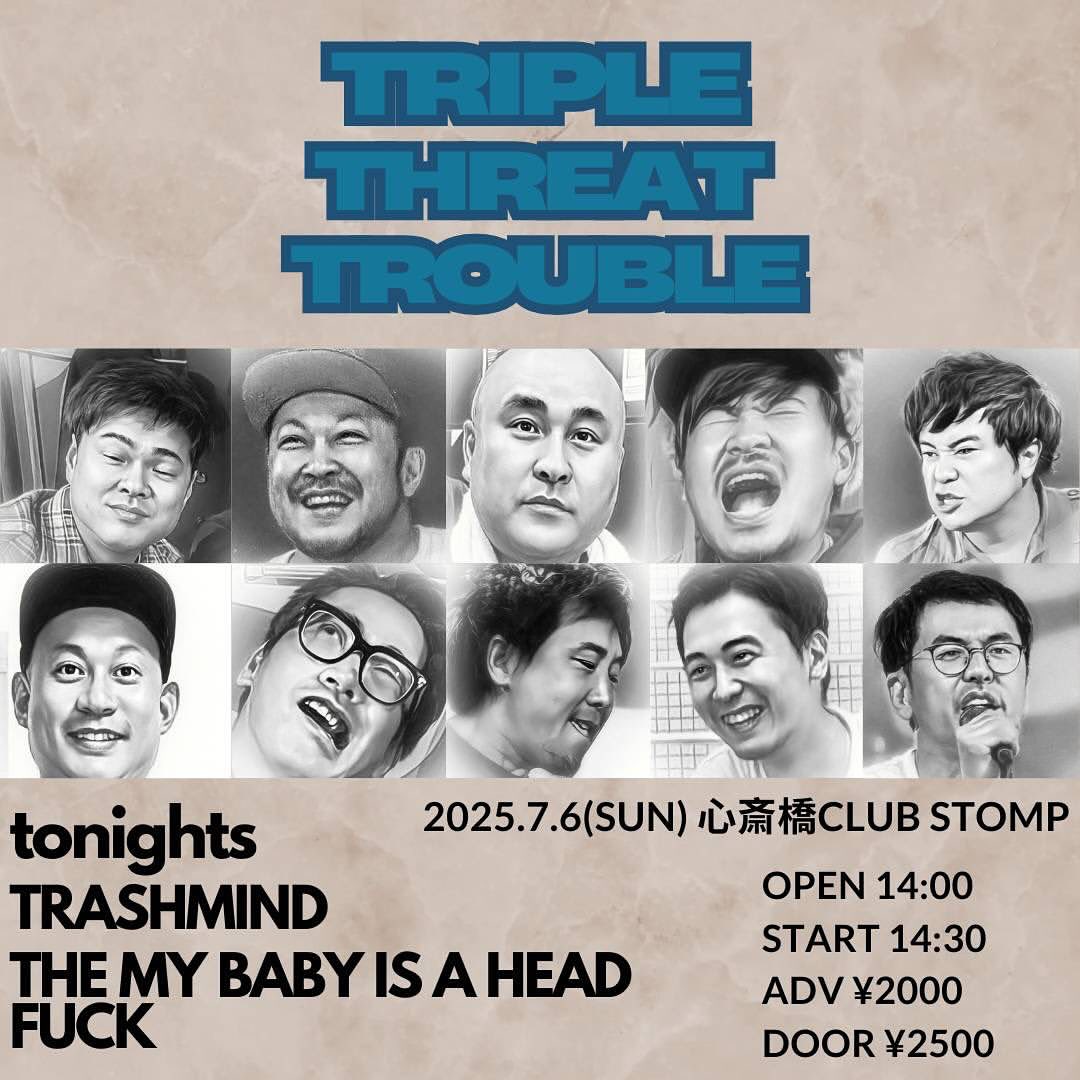 TRIPLE
THREAT
TROUBLE
tonights
TRASHMIND
THE MY BABY IS A HEAD
FUCK
2025.7.6(SUN) 心斎橋CLUB STOMP
OPEN 14:00
START 14:30
ADV ¥2000
DOOR ¥2500